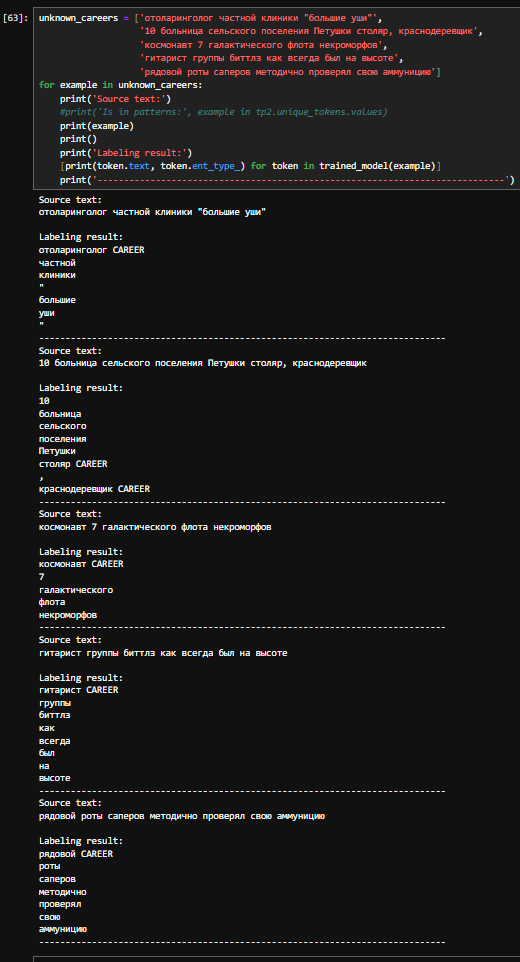 [63]: unknown_careers = ['отоларинголог частной клиники "большие уши"',
'10 больница сельского поселения Петушки столяр, краснодеревщик',
'космонавт 7 галактического флота некроморфов',
'гитарист группы биттлз как всегда был на высоте',
'рядовой роты саперов методично проверял свою аммуницию']
for example in unknown_careers:
print('Source text:')
#print('Is in patterns:', example in tp2.unique_tokens.values)
print(example)
print()
print('Labeling result:')
[print(token.text, token.ent_type_) for token in trained_model(example)]
print('------------------------------------------------------------------------------')
Source text:
отоларинголог частной клиники "большие уши"
Labeling result:
отоларинголог CAREER
частной
клиники
"
большие
уши
"
------------------------------------------------------------------------------
Source text:
10 больница сельского поселения Петушки столяр, краснодеревщик
Labeling result:
10
больница
сельского
поселения
Петушки
столяр CAREER
,
краснодеревщик CAREER
------------------------------------------------------------------------------
Source text:
космонавт 7 галактического флота некроморфов
Labeling result:
космонавт CAREER
7
галактического
флота
некроморфов
------------------------------------------------------------------------------
Source text:
гитарист группы биттлз как всегда был на высоте
Labeling result:
гитарист CAREER
группы
биттлз
как
всегда
был
на
высоте
------------------------------------------------------------------------------
Source text:
рядовой роты саперов методично проверял свою аммуницию
Labeling result:
рядовой CAREER
роты
саперов
методично
проверял
свою
аммуницию
------------------------------------------------------------------------------